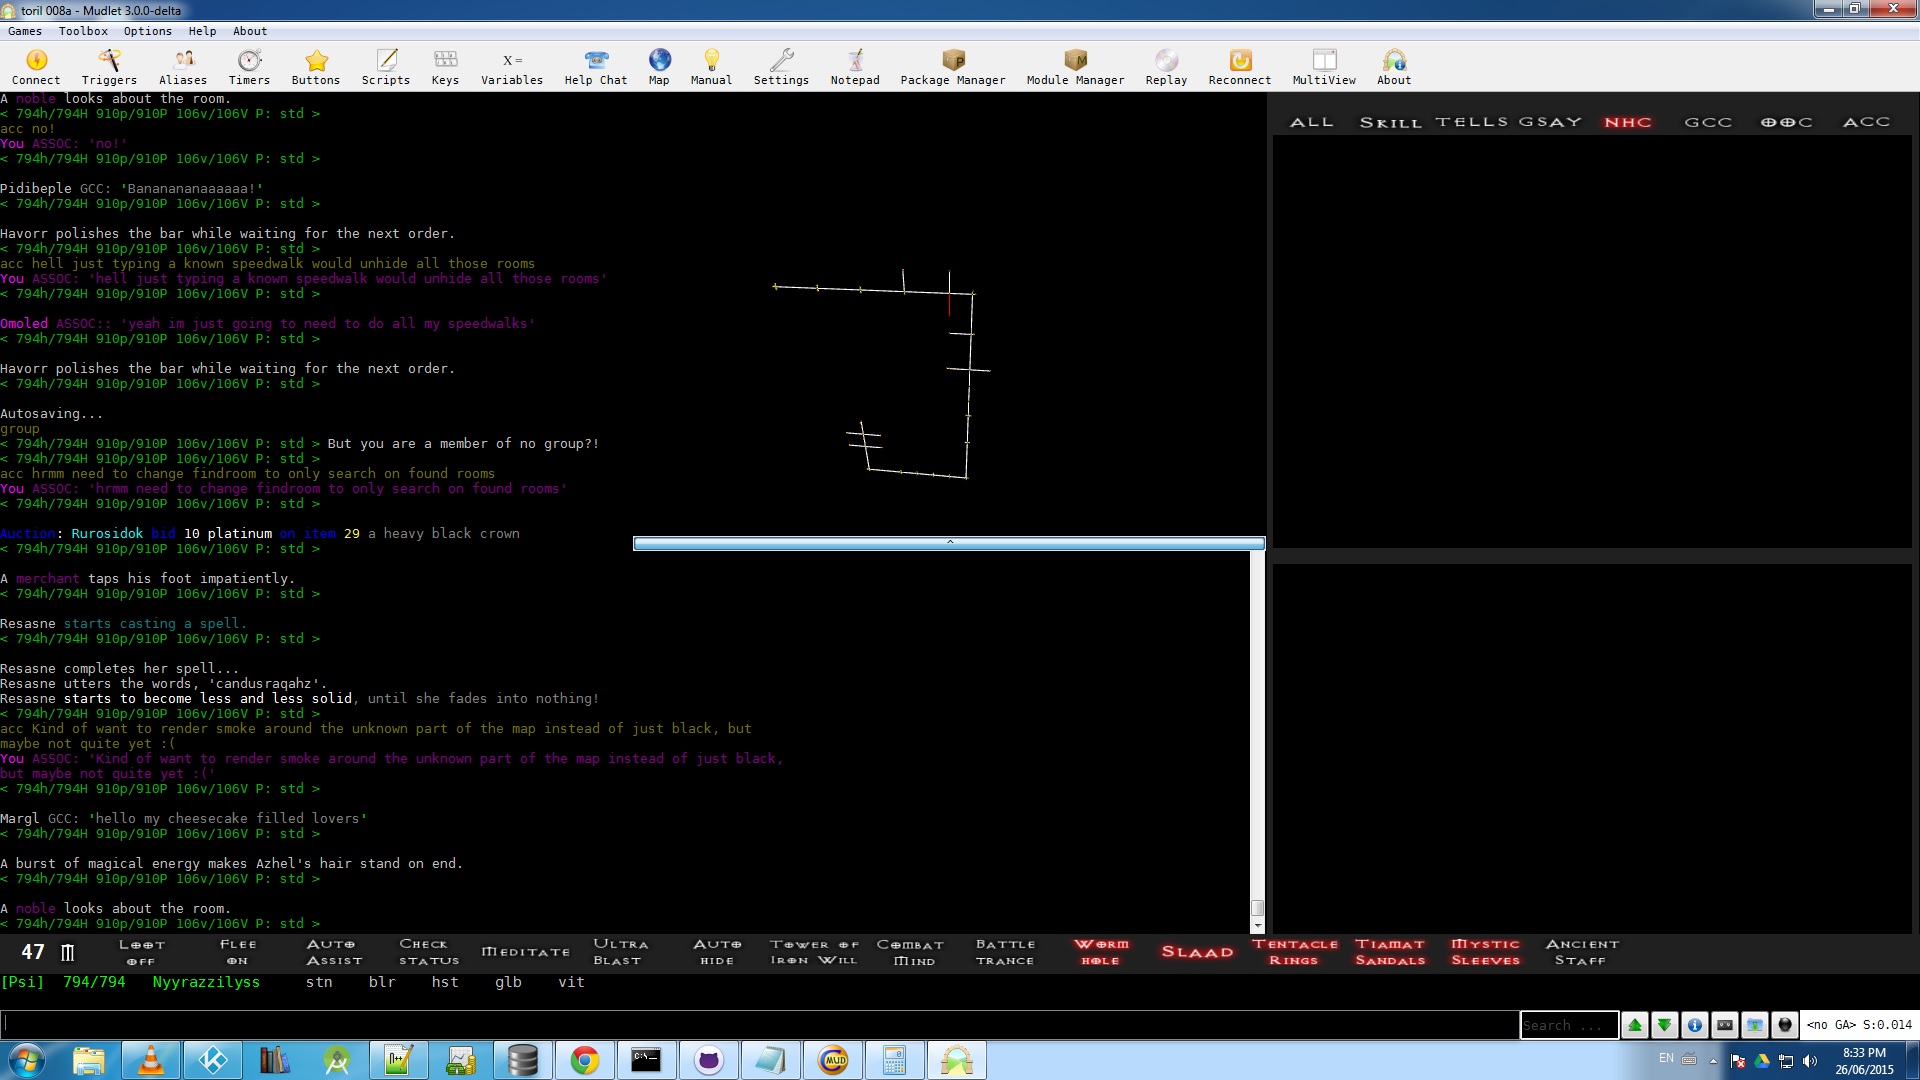 toril 008a - Mudlet 3.0.0-delta
Games Toolbox Options Help About
Connect Triggers Aliases Timers Buttons Scripts Keys Variables Help Chat Map Manual Settings Notepad Package Manager Module Manager Replay Reconnect MultiView About
A noble looks about the room.
< 794h/794H 910p/910P 106v/106V P: std >
acc no!
You ASSOC: 'no!'
< 794h/794H 910p/910P 106v/106V P: std >
Pidibeple GCC: 'Banananaaaaaa!'
< 794h/794H 910p/910P 106v/106V P: std >
Havorr polishes the bar while waiting for the next order.
< 794h/794H 910p/910P 106v/106V P: std >
acc hell just typing a known speedwalk would unhide all those rooms
You ASSOC: 'hell just typing a known speedwalk would unhide all those rooms'
< 794h/794H 910p/910P 106v/106V P: std >
Omoled ASSOC:: 'yeah im just going to need to do all my speedwalks'
< 794h/794H 910p/910P 106v/106V P: std >
Havorr polishes the bar while waiting for the next order.
< 794h/794H 910p/910P 106v/106V P: std >
Autosaving...
group
< 794h/794H 910p/910P 106v/106V P: std > But you are a member of no group?!
< 794h/794H 910p/910P 106v/106V P: std >
acc hrmm need to change findroom to only search on found rooms
You ASSOC: 'hrmm need to change findroom to only search on found rooms'
< 794h/794H 910p/910P 106v/106V P: std >
Auction: Rurosidok bid 10 platinum on item 29 a heavy black crown
< 794h/794H 910p/910P 106v/106V P: std >
A merchant taps his foot impatiently.
< 794h/794H 910p/910P 106v/106V P: std >
Resasne starts casting a spell.
< 794h/794H 910p/910P 106v/106V P: std >
Resasne completes her spell...
Resasne utters the words, 'candusraqahz'.
Resasne starts to become less and less solid, until she fades into nothing!
< 794h/794H 910p/910P 106v/106V P: std >
acc Kind of want to render smoke around the unknown part of the map instead of just black, but
maybe not quite yet :(
You ASSOC: 'Kind of want to render smoke around the unknown part of the map instead of just black,
but maybe not quite yet :('
< 794h/794H 910p/910P 106v/106V P: std >
Margl GCC: 'hello my cheesecake filled lovers'
< 794h/794H 910p/910P 106v/106V P: std >
A burst of magical energy makes Azhel's hair stand on end.
< 794h/794H 910p/910P 106v/106V P: std >
A noble looks about the room.
< 794h/794H 910p/910P 106v/106V P: std >
ALL SKILL TELLS GSAY NHC GCC OOC ACC
47 LOOT OFF FLEE ON AUTO ASSIST CHECK STATUS MEDITATE ULTRA BLAST AUTO HIDE TOWER OF IRON WILL COMBAT MIND BATTLE TRANCE WORM HOLE SLAAD TENTACLE RINGS TIAMAT SANDALS MYSTIC SLEEVES ANCIENT STAFF
[Psi] 794/794 Nyyrazzilyss stn blr hst glb vit
Search ... <no GA> S:0.014
EN 8:33 PM
26/06/2015